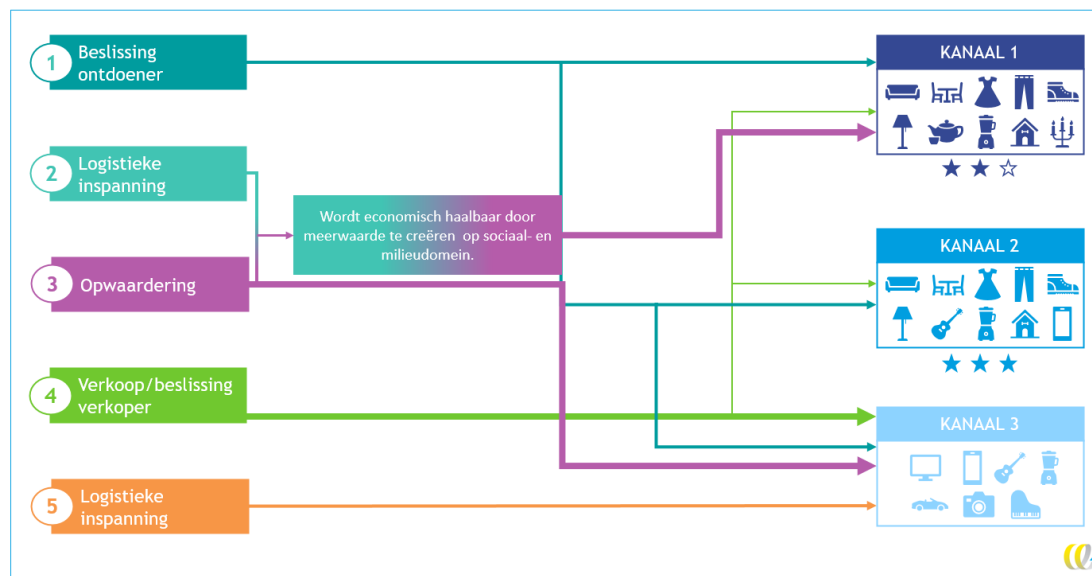 1
Beslissing
ontdoener
2
Logistieke
inspanning
3
Opwaardering
4
Verkoop/beslissing
verkoper
5
Logistieke
inspanning
Wordt economisch haalbaar door
meerwaarde te creëren op sociaal- en
milieudomein.
KANAAL 1
KANAAL 2
KANAAL 3